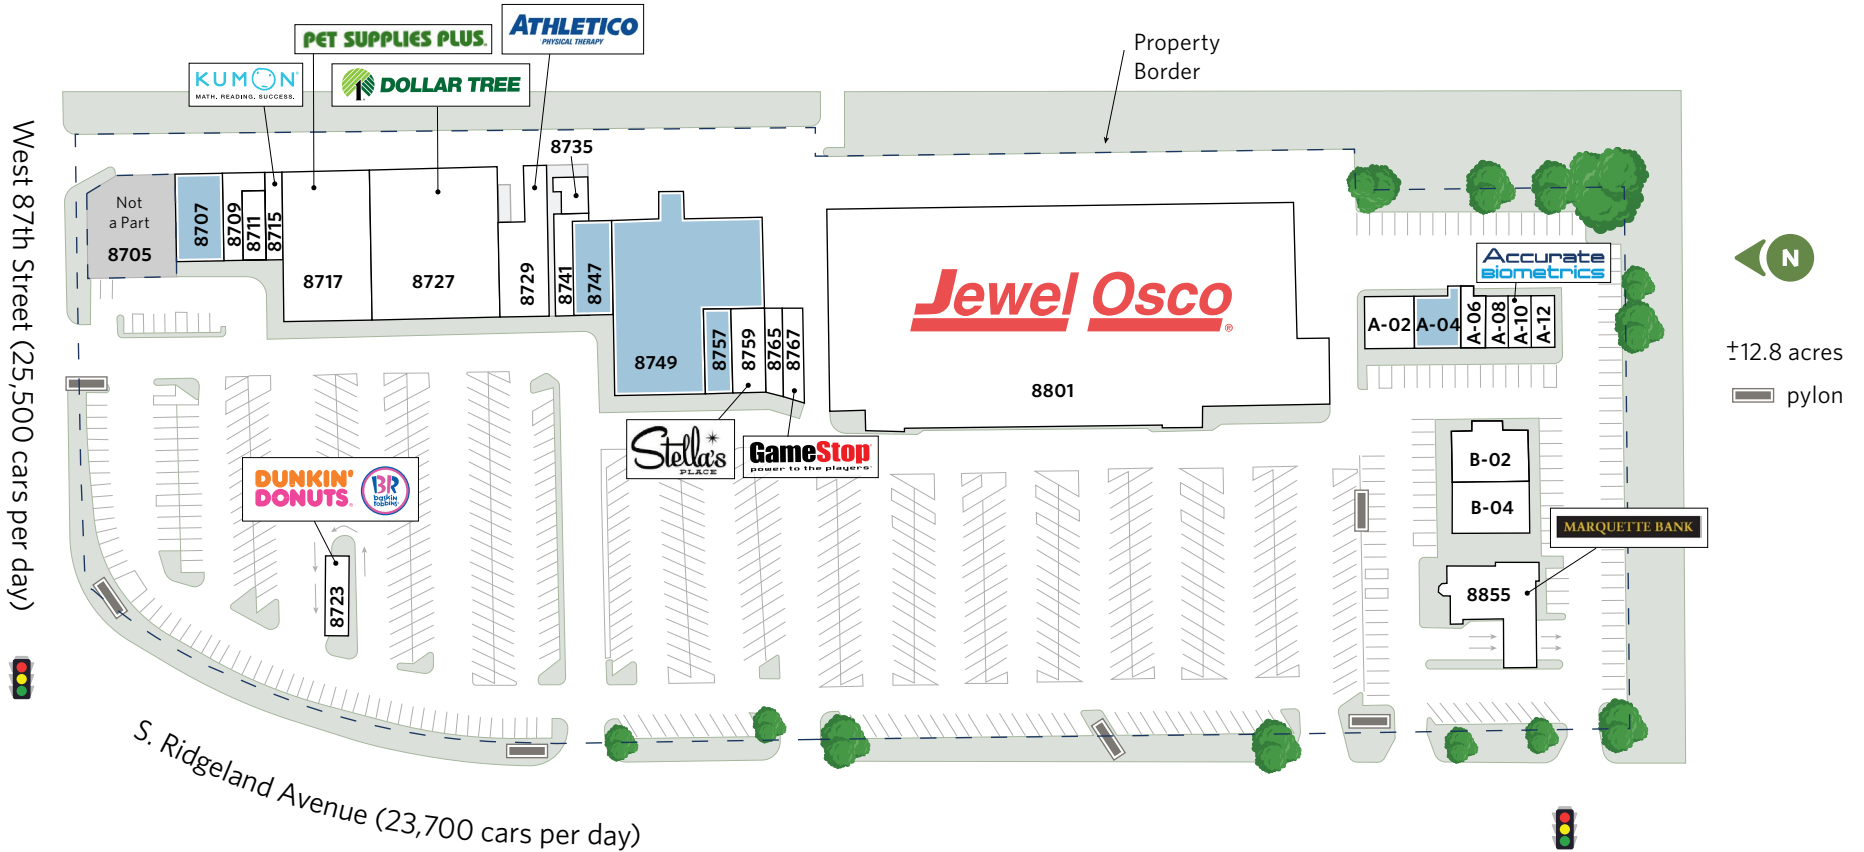 ATHLETICO
PHYSICAL THERAPY
PET SUPPLIES PLUS.
KUMON
MATH. READING. SUCCESS.
DOLLAR TREE
Property
Border
8735
Not
a Part
8705
8707
8709
8711
8715
8717
8727
8729
8741
8747
8749
8757
8759
8765
8767
Jewel Osco
®
8801
Accurate
Biometrics
A-02
A-04
A-06
A-08
A-10
A-12
N
±12.8 acres
pylon
Stella's
PLACE
GameStop
power to the players
DUNKIN'
DONUTS
BR
baskin
robbins
8723
B-02
B-04
MARQUETTE BANK
8855
West 87th Street (25,500 cars per day)
S. Ridgeland Avenue (23,700 cars per day)